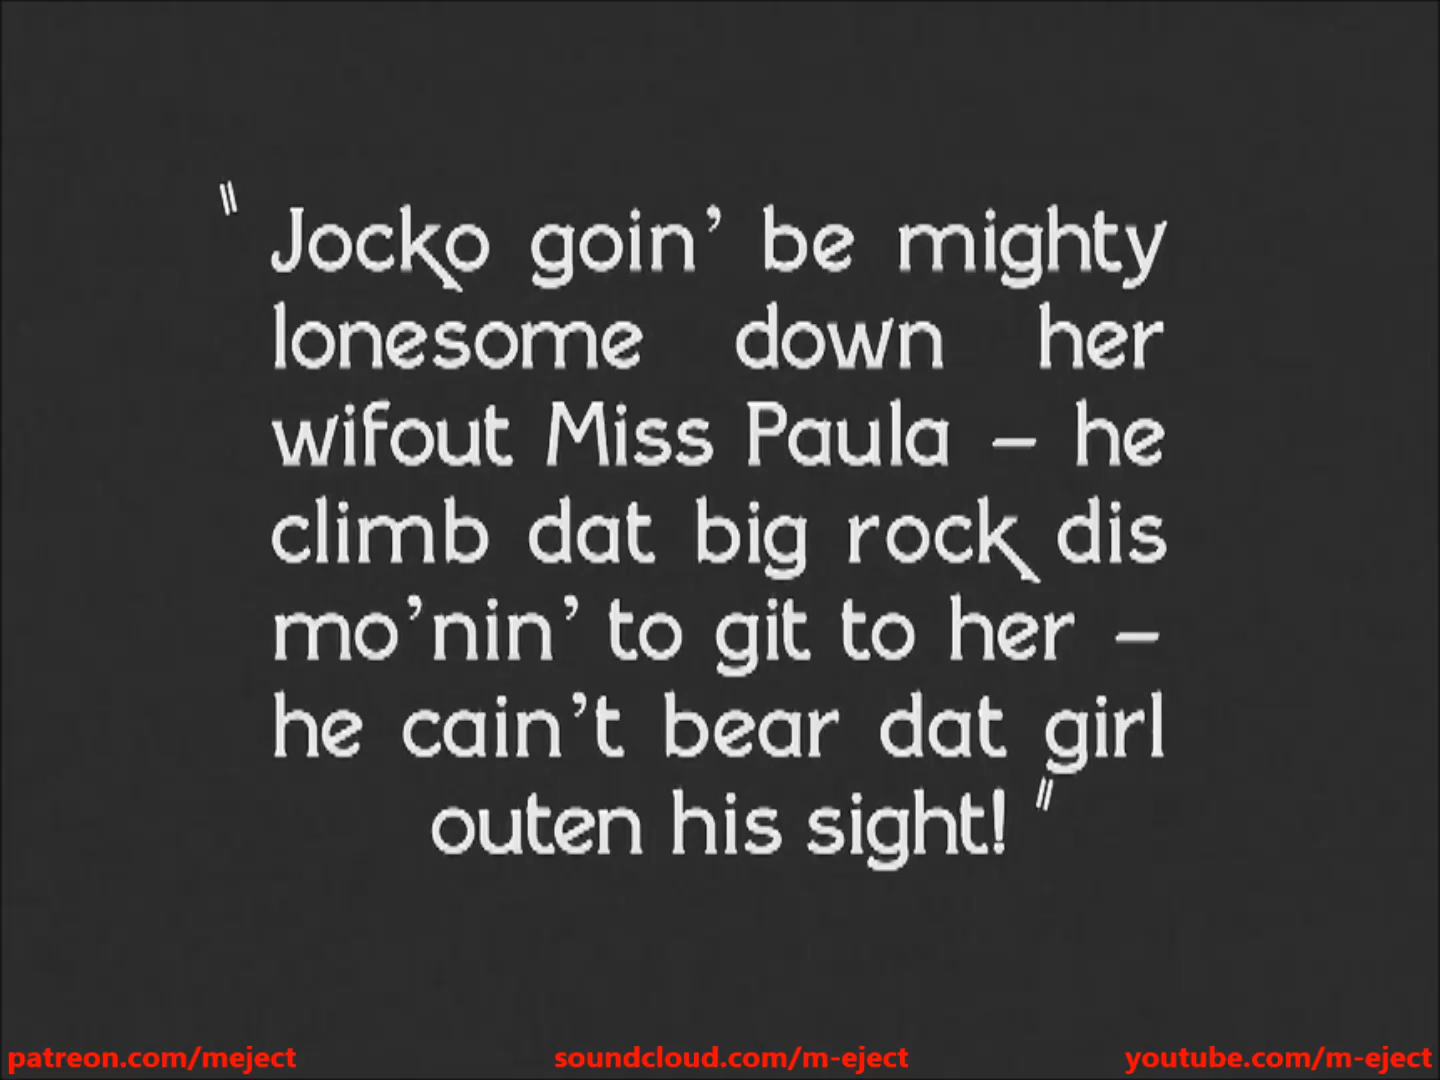 "Jocko goin' be mighty
lonesome down her
wifout Miss Paula – he
climb dat big rock dis
mo'nin' to git to her –
he cain't bear dat girl
outen his sight!"
patreon.com/meject soundcloud.com/m-eject youtube.com/m-eject